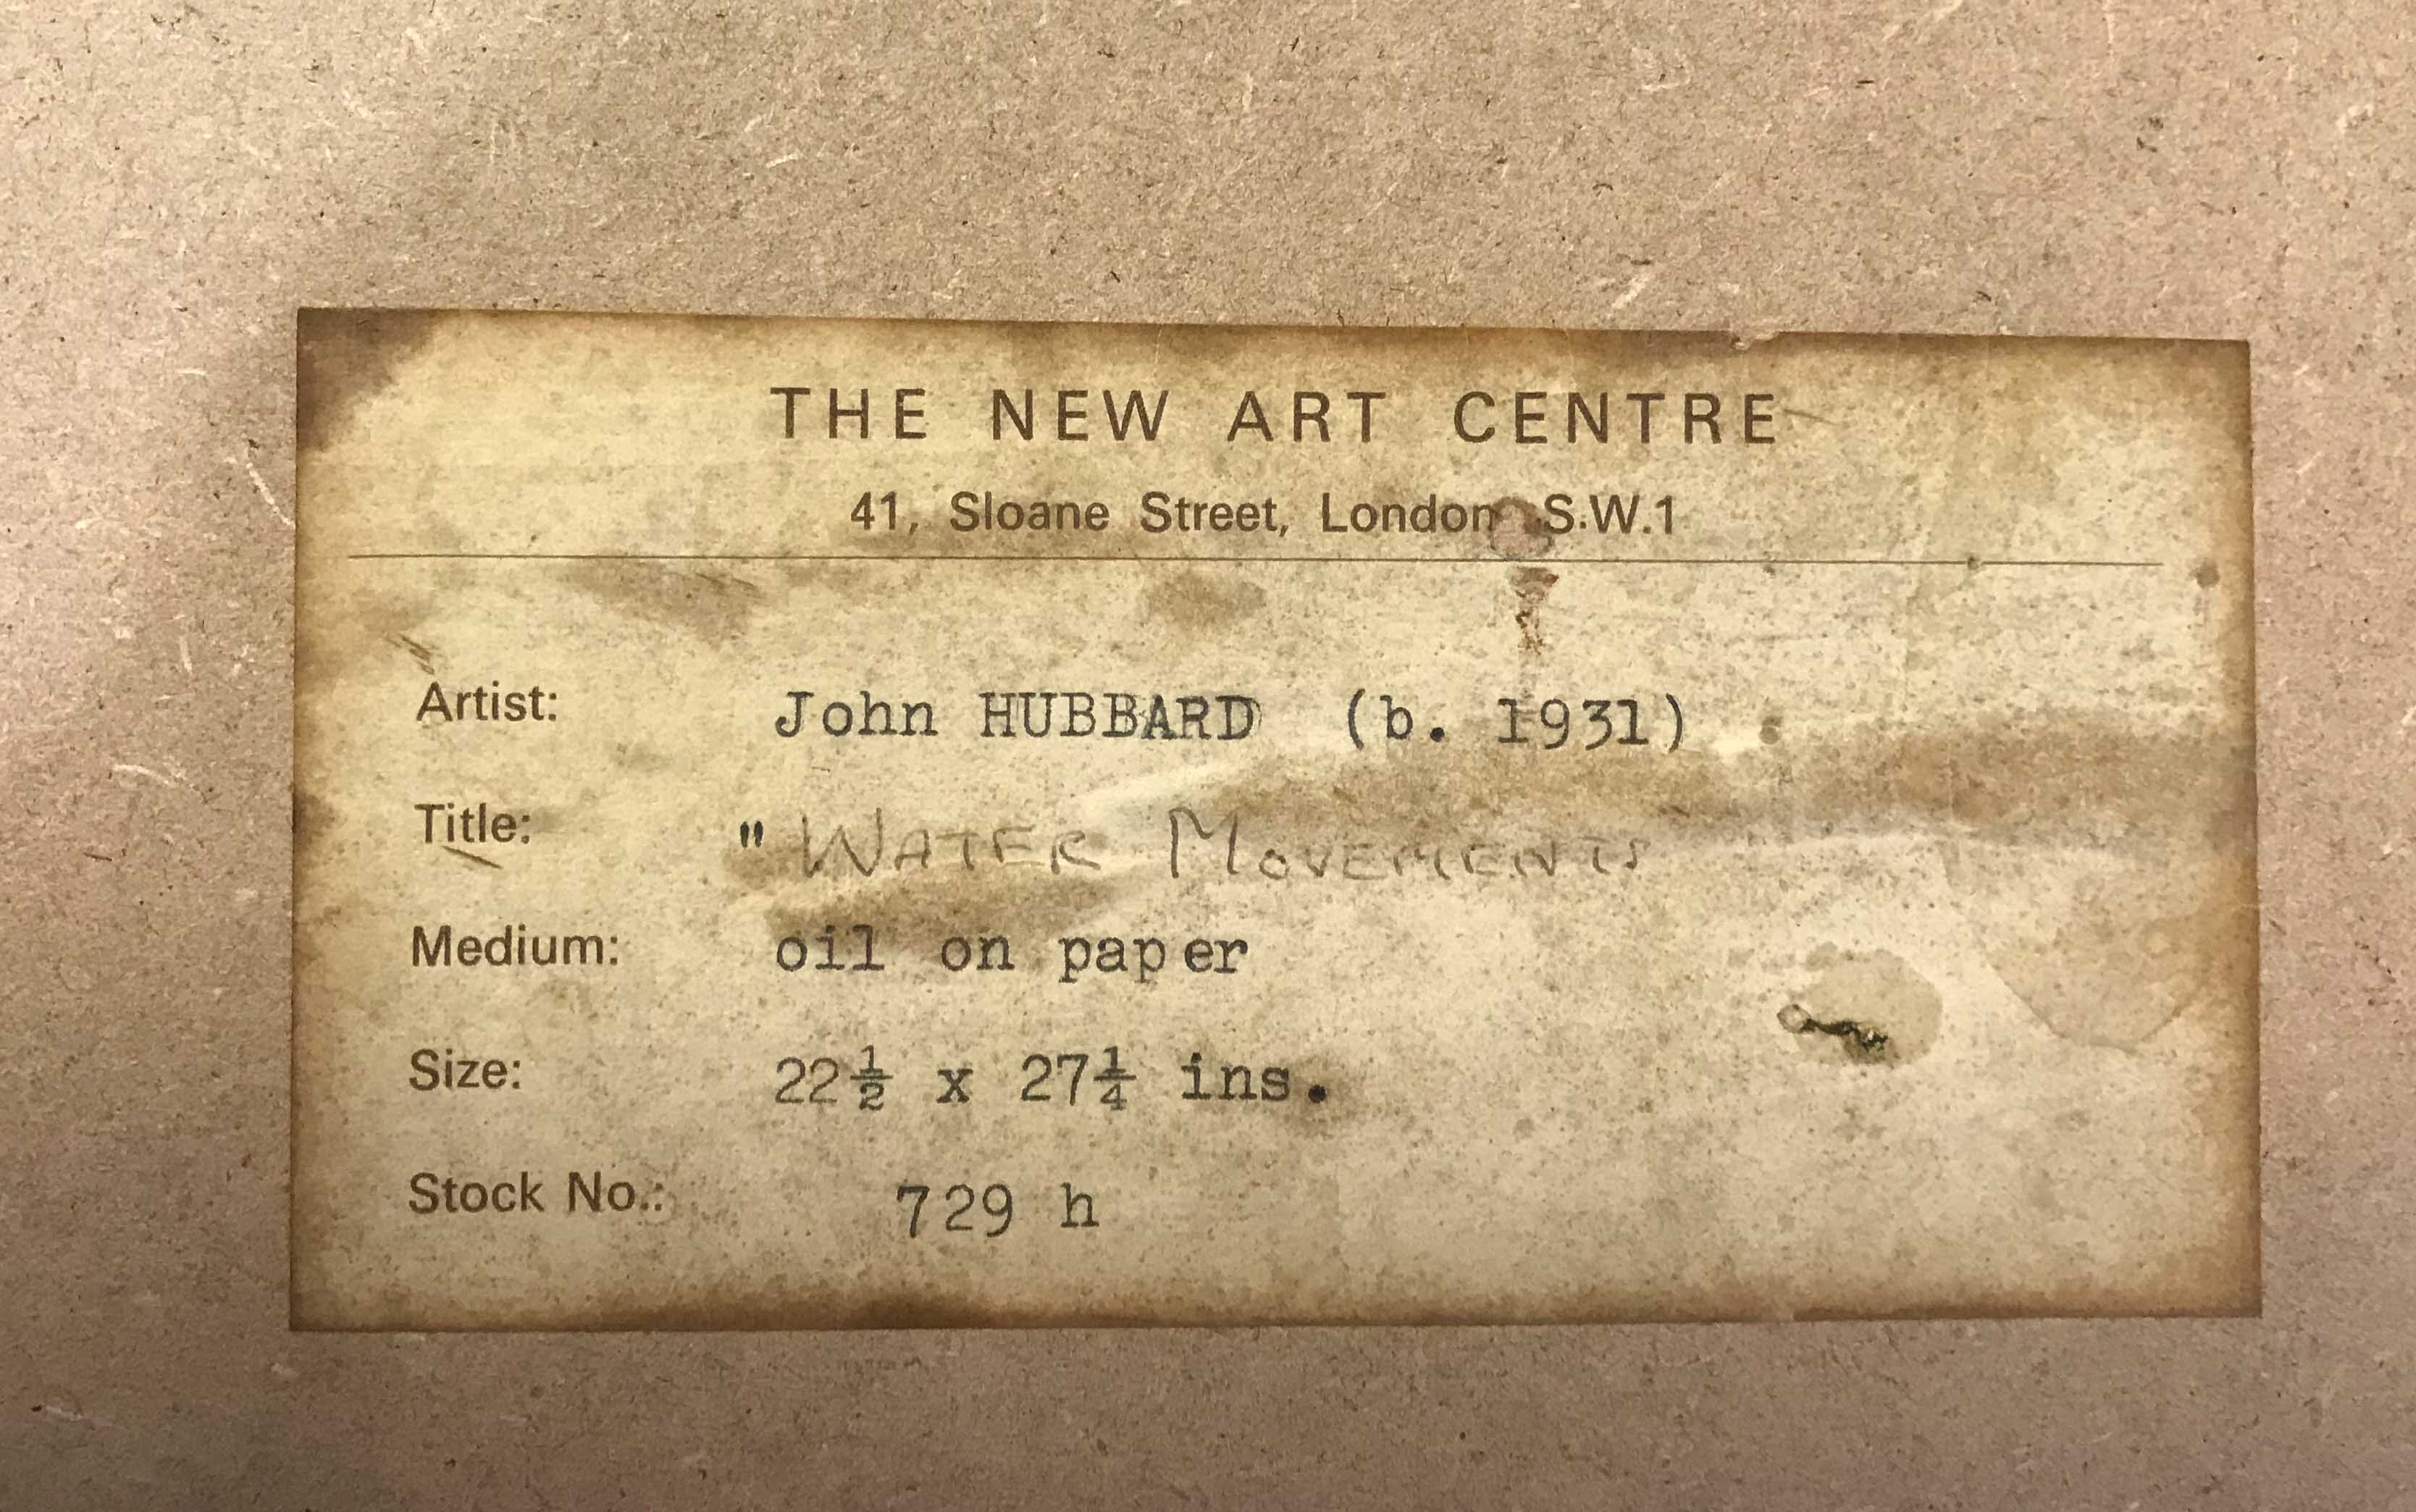 THE NEW ART CENTRE
41, Sloane Street, London S.W.1
Artist: John HUBBARD (b. 1931)
Title: " WATER MOVEMENTS
Medium: oil on paper
Size: 22½ x 27¼ ins.
Stock No.: 729 h